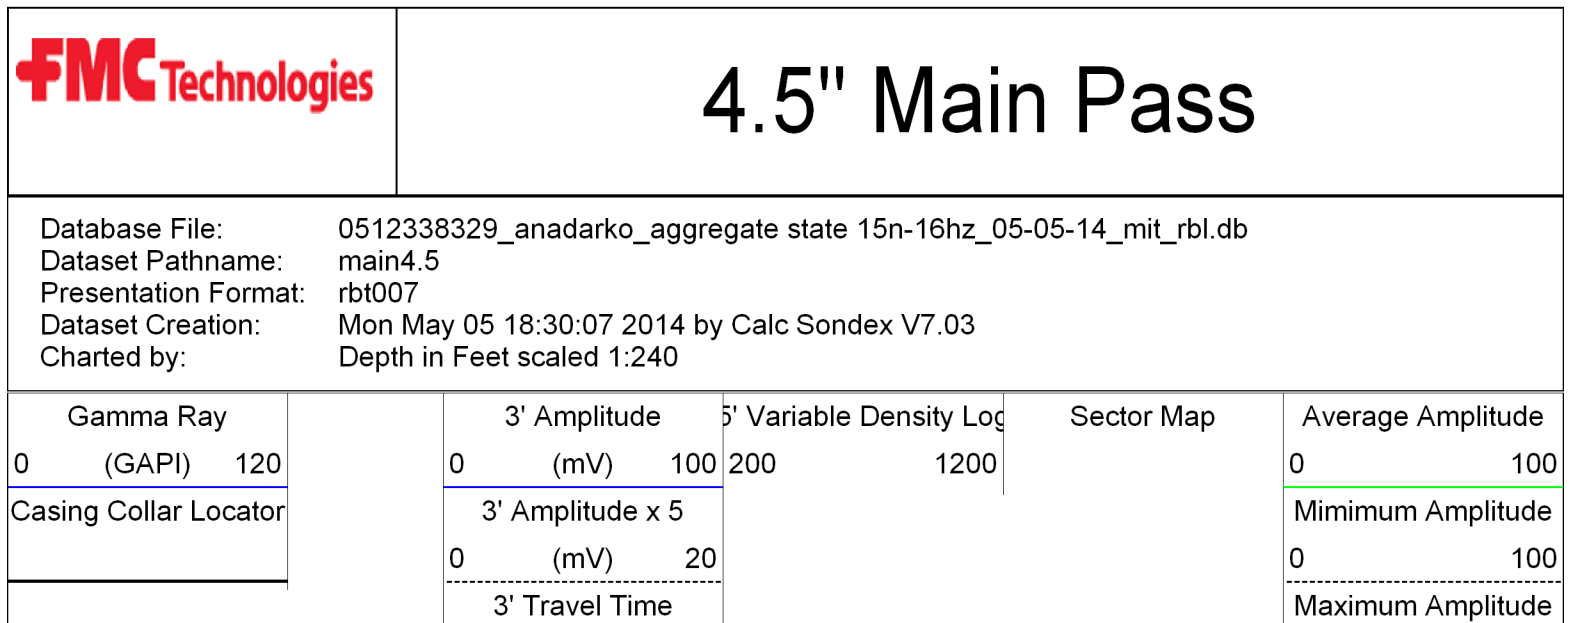 FMC Technologies
4.5" Main Pass
Database File: 0512338329_anadarko_aggregate state 15n-16hz_05-05-14_mit_rbl.db
Dataset Pathname: main4.5
Presentation Format: rbt007
Dataset Creation: Mon May 05 18:30:07 2014 by Calc Sondex V7.03
Charted by: Depth in Feet scaled 1:240
Gamma Ray 3' Amplitude 5' Variable Density Log Sector Map Average Amplitude
0 (GAPI) 120 0 (mV) 100 200 1200 0 100
Casing Collar Locator 3' Amplitude x 5 Mimimum Amplitude
0 (mV) 20 0 100
3' Travel Time Maximum Amplitude